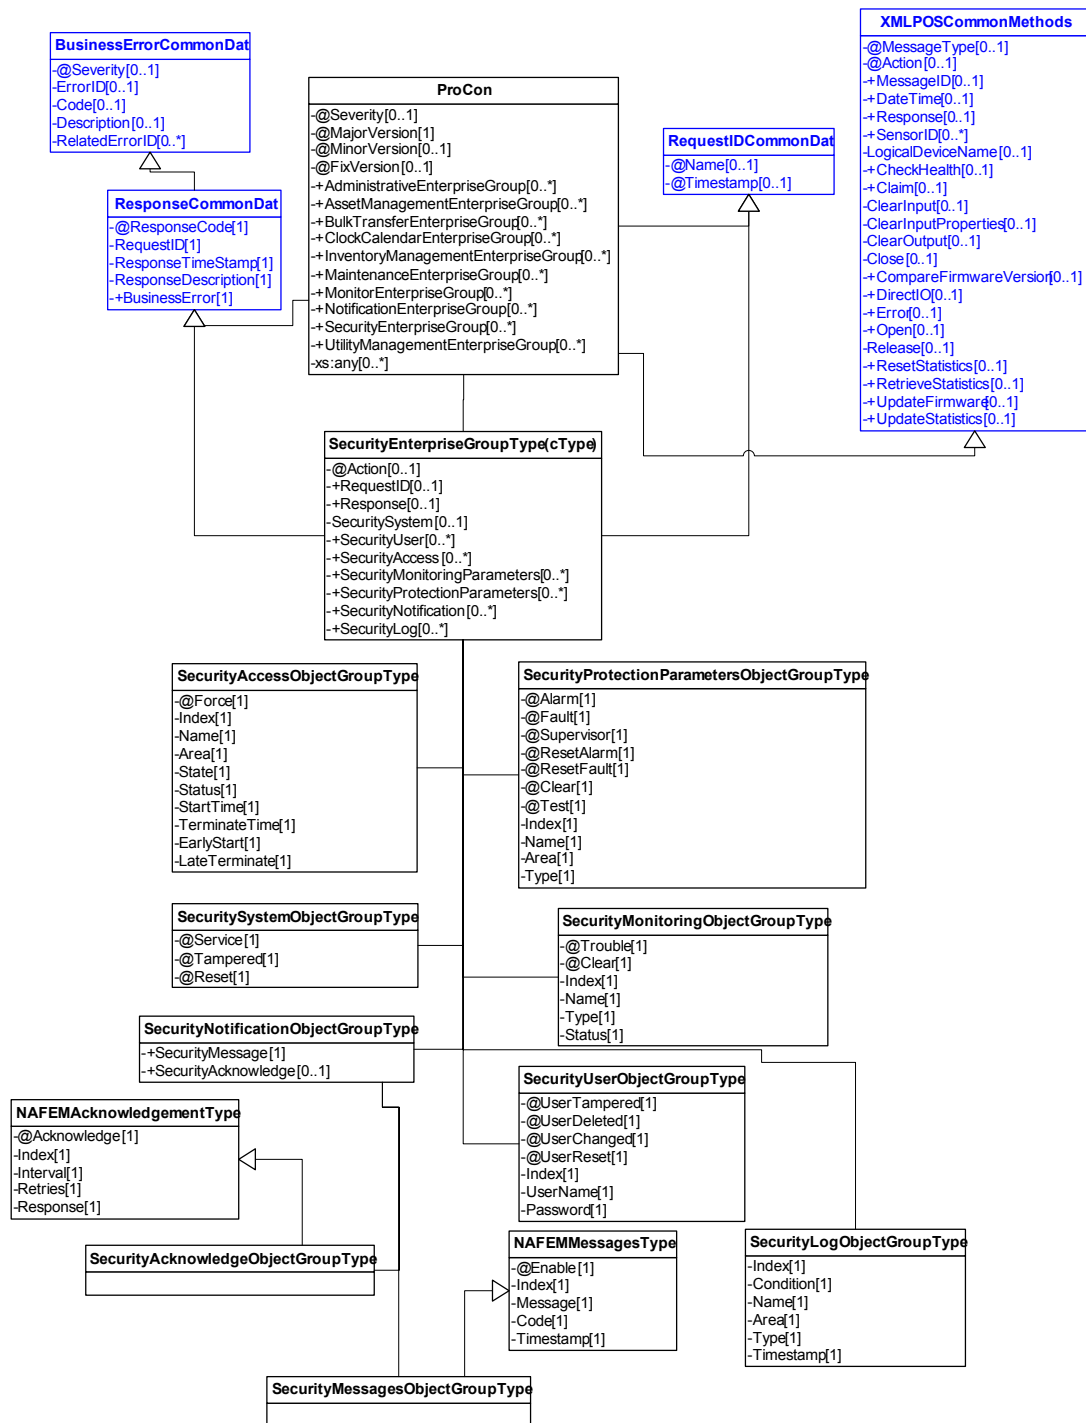 BusinessErrorCommonDat
-@Severity[0..1]
-ErrorID[0..1]
-Code[0..1]
-Description[0..1]
-RelatedErrorID[0..*]
ResponseCommonDat
-@ResponseCode[1]
-RequestID[1]
-ResponseTimeStamp[1]
-ResponseDescription[1]
-+BusinessError[1]
ProCon
-@Severity[0..1]
-@MajorVersion[1]
-@MinorVersion[0..1]
-@FixVersion[0..1]
-+AdministrativeEnterpriseGroup[0..*]
-+AssetManagementEnterpriseGroup[0..*]
-+BulkTransferEnterpriseGroup[0..*]
-+ClockCalendarEnterpriseGroup[0..*]
-+InventoryManagementEnterpriseGroup[0..*]
-+MaintenanceEnterpriseGroup[0..*]
-+MonitorEnterpriseGroup[0..*]
-+NotificationEnterpriseGroup[0..*]
-+SecurityEnterpriseGroup[0..*]
-+UtilityManagementEnterpriseGroup[0..*]
-xs:any[0..*]
RequestIDCommonDat
-@Name[0..1]
-@Timestamp[0..1]
XMLPOSCommonMethods
-@MessageType[0..1]
-@Action[0..1]
-+MessageID[0..1]
-+DateTime[0..1]
-+Response[0..1]
-+SensorID[0..*]
-LogicalDeviceName[0..1]
-+CheckHealth[0..1]
-+Claim[0..1]
-ClearInput[0..1]
-ClearInputProperties[0..1]
-ClearOutput[0..1]
-Close[0..1]
-+CompareFirmwareVersion[0..1]
-+DirectIO[0..1]
-+Error[0..1]
-+Open[0..1]
-Release[0..1]
-+ResetStatistics[0..1]
-+RetrieveStatistics[0..1]
-+UpdateFirmware[0..1]
-+UpdateStatistics[0..1]
SecurityEnterpriseGroupType(cType)
-@Action[0..1]
-+RequestID[0..1]
-+Response[0..1]
-SecuritySystem[0..1]
-+SecurityUser[0..*]
-+SecurityAccess[0..*]
-+SecurityMonitoringParameters[0..*]
-+SecurityProtectionParameters[0..*]
-+SecurityNotification[0..*]
-+SecurityLog[0..*]
SecurityAccessObjectGroupType
-@Force[1]
-Index[1]
-Name[1]
-Area[1]
-State[1]
-Status[1]
-StartTime[1]
-TerminateTime[1]
-EarlyStart[1]
-LateTerminate[1]
SecurityProtectionParametersObjectGroupType
-@Alarm[1]
-@Fault[1]
-@Supervisor[1]
-@ResetAlarm[1]
-@ResetFault[1]
-@Clear[1]
-@Test[1]
-Index[1]
-Name[1]
-Area[1]
-Type[1]
SecuritySystemObjectGroupType
-@Service[1]
-@Tampered[1]
-@Reset[1]
SecurityMonitoringObjectGroupType
-@Trouble[1]
-@Clear[1]
-Index[1]
-Name[1]
-Type[1]
-Status[1]
SecurityNotificationObjectGroupType
-+SecurityMessage[1]
-+SecurityAcknowledge[0..1]
SecurityUserObjectGroupType
-@UserTampered[1]
-@UserDeleted[1]
-@UserChanged[1]
-@UserReset[1]
-Index[1]
-UserName[1]
-Password[1]
NAFEMAcknowledgementType
-@Acknowledge[1]
-Index[1]
-Interval[1]
-Retries[1]
-Response[1]
SecurityAcknowledgeObjectGroupType
NAFEMMessagesType
-@Enable[1]
-Index[1]
-Message[1]
-Code[1]
-Timestamp[1]
SecurityLogObjectGroupType
-Index[1]
-Condition[1]
-Name[1]
-Area[1]
-Type[1]
-Timestamp[1]
SecurityMessagesObjectGroupType